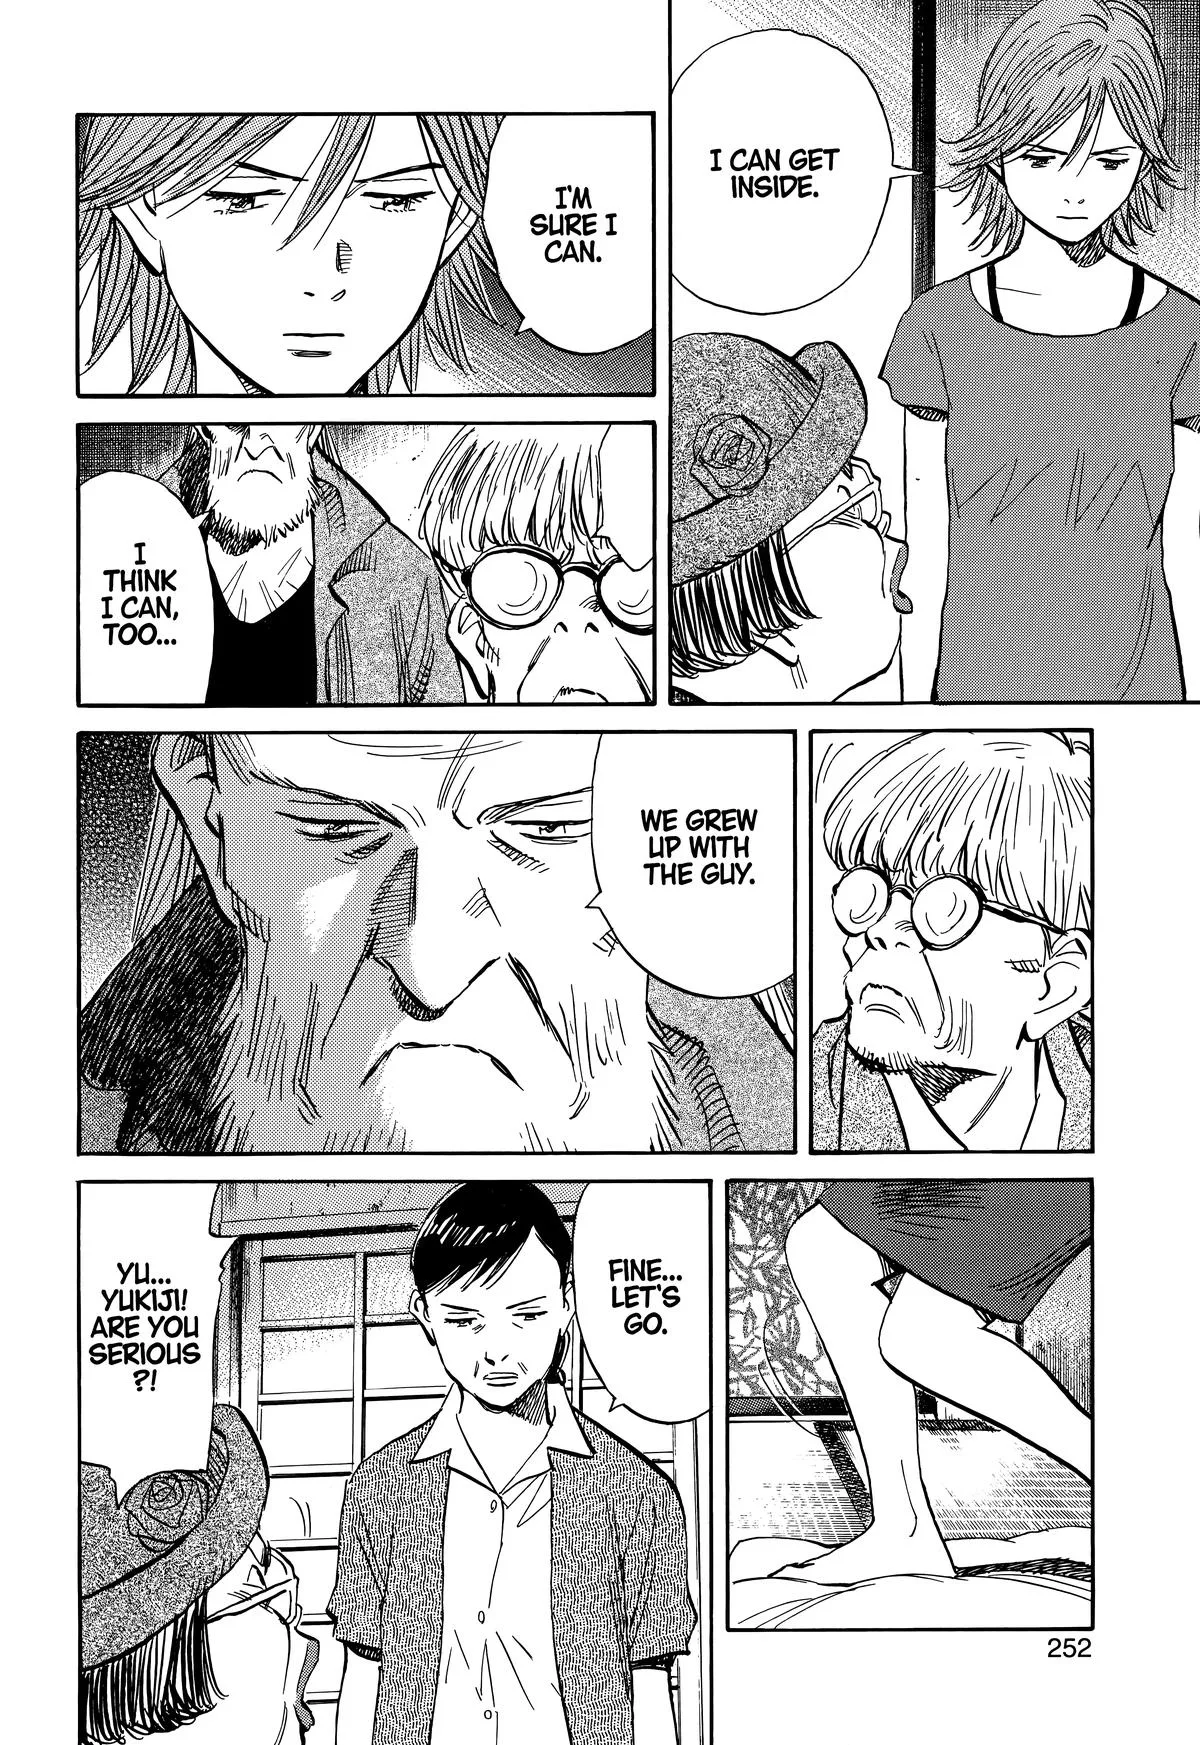 I CAN GET
INSIDE.
I'M
SURE I
CAN.
I
THINK
I CAN,
TOO...
WE GREW
UP WITH
THE GUY.
FINE...
LET'S
GO.
YU...
YUKIJI!
ARE YOU
SERIOUS
?!
252